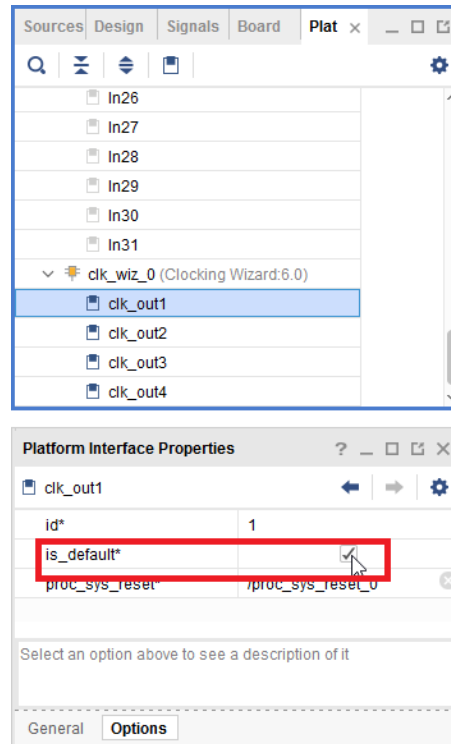 Sources Design Signals Board Plat
In26
In27
In28
In29
In30
In31
clk_wiz_0 (Clocking Wizard:6.0)
clk_out1
clk_out2
clk_out3
clk_out4
Platform Interface Properties ?
clk_out1
id* 1
is_default*
proc_sys_reset* /proc_sys_reset_0
Select an option above to see a description of it
General Options